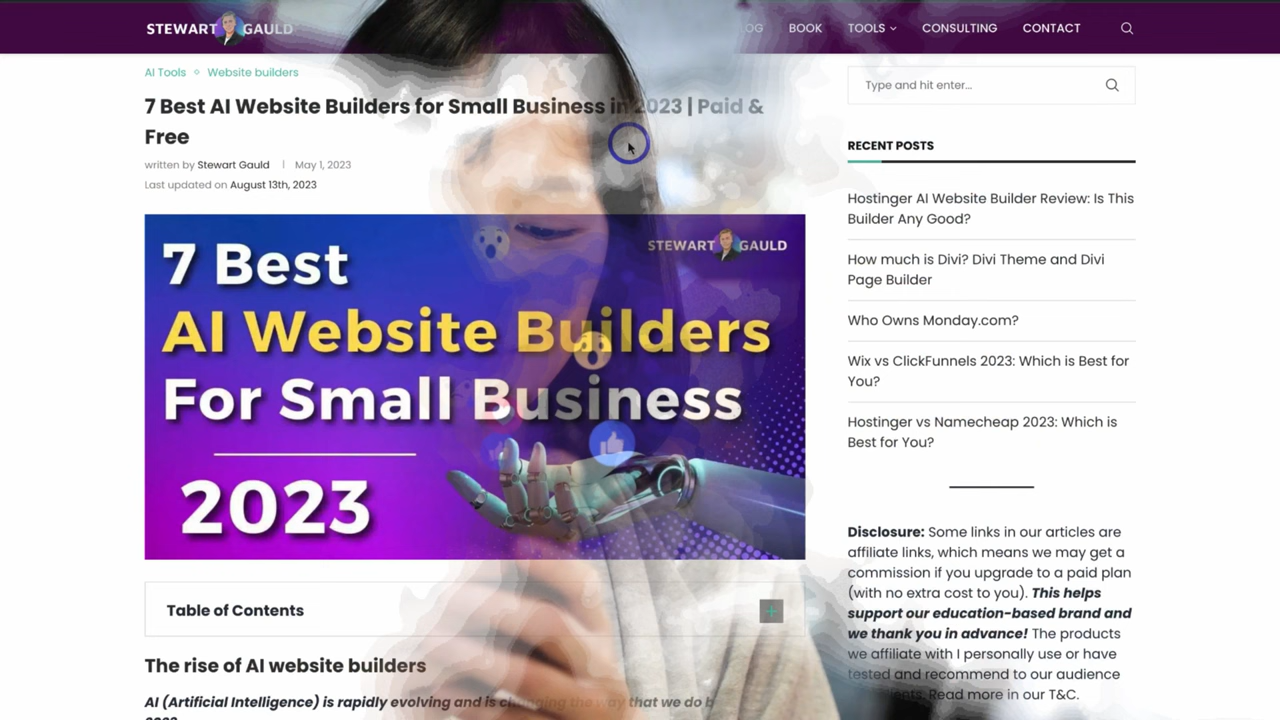 STEWART GAULD
OG BOOK TOOLS CONSULTING CONTACT
AI Tools Website builders
7 Best AI Website Builders for Small Business in 2023 | Paid &
Free
written by Stewart Gauld | May 1, 2023
Last updated on August 13th, 2023
7 Best
STEWART GAULD
AI Website Builders
For Small Business
2023
Table of Contents
The rise of AI website builders
AI (Artificial Intelligence) is rapidly evolving and is changing the way that we do b
Type and hit enter...
RECENT POSTS
Hostinger AI Website Builder Review: Is This
Builder Any Good?
How much is Divi? Divi Theme and Divi
Page Builder
Who Owns Monday.com?
Wix vs ClickFunnels 2023: Which is Best for
You?
Hostinger vs Namecheap 2023: Which is
Best for You?
Disclosure: Some links in our articles are
affiliate links, which means we may get a
commission if you upgrade to a paid plan
(with no extra cost to you). This helps
support our education-based brand and
we thank you in advance! The products
we affiliate with I personally use or have
tested and recommend to our audience
Read more in our T&C.